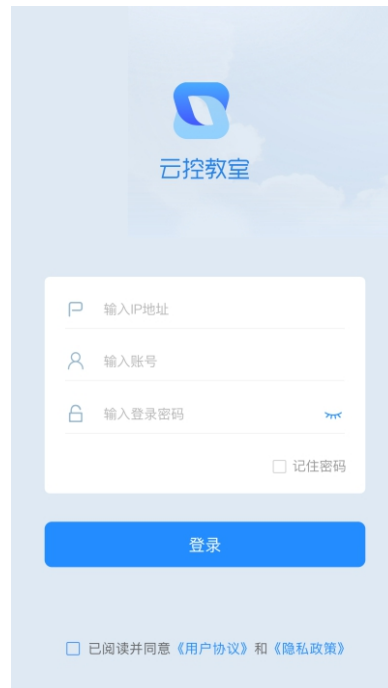 云控教室
输入IP地址
输入账号
输入登录密码
记住密码
登录
已阅读并同意《用户协议》和《隐私政策》